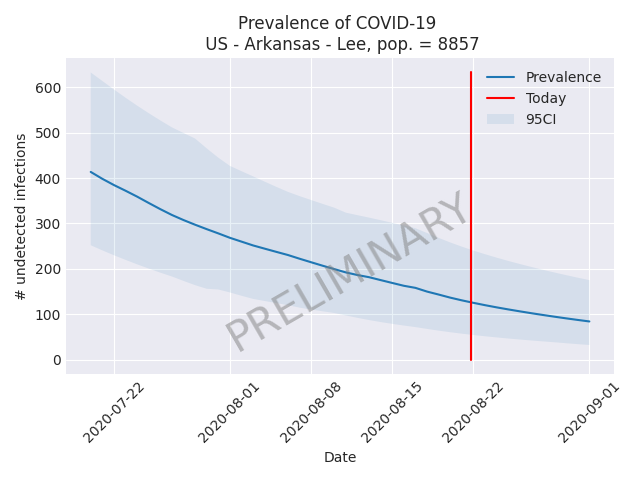 Prevalence of COVID-19
US - Arkansas - Lee, pop. = 8857
Prevalence
Today
95CI
# undetected infections
600
500
400
300
200
100
0
PRELIMINARY
2020-07-22
2020-08-01
2020-08-08
2020-08-15
2020-08-22
2020-09-01
Date